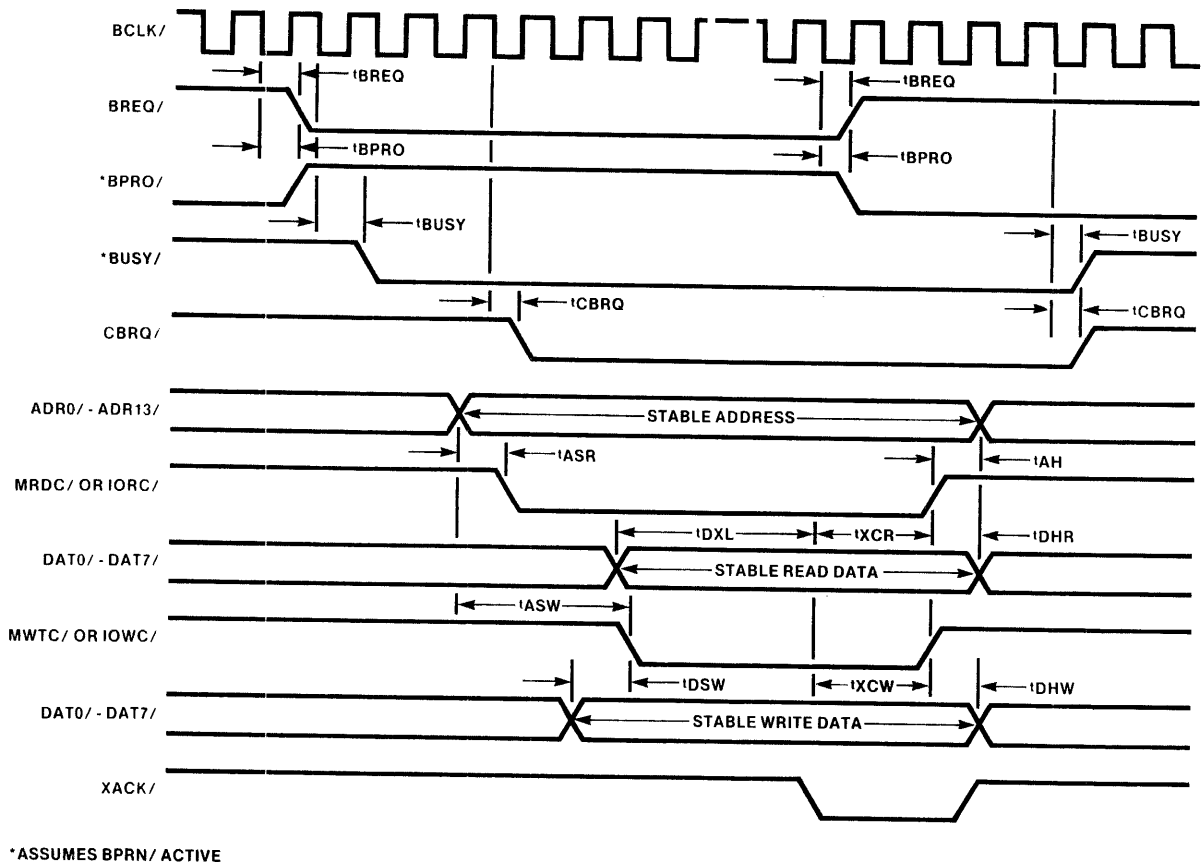 BCLK/
tBREQ
tBREQ
BREQ/
tBPRO
tBPRO
*BPRO/
tBUSY
tBUSY
*BUSY/
tCBRQ
tCBRQ
CBRQ/
ADR0/ - ADR13/
STABLE ADDRESS
tASR
tAH
MRDC/ OR IORC/
tDXL
tXCR
tDHR
DAT0/ - DAT7/
STABLE READ DATA
tASW
MWTC/ OR IOWC/
tDSW
tXCW
tDHW
DAT0/ - DAT7/
STABLE WRITE DATA
XACK/
*ASSUMES BPRN/ ACTIVE